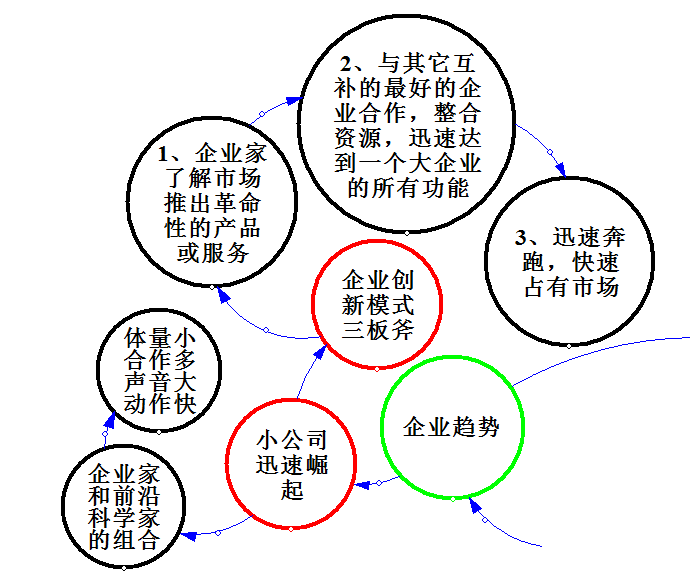 2、与其它互
补的最好的企
业合作，整合
资源，迅速达
到一个大企业
的所有功能
1、企业家
了解市场
推出革命
性的产品
或服务
3、迅速奔
跑，快速
占有市场
企业创
新模式
三板斧
体量小
合作多
声音大
动作快
企业趋势
小公司
迅速崛
起
企业家
和前沿
科学家
的组合